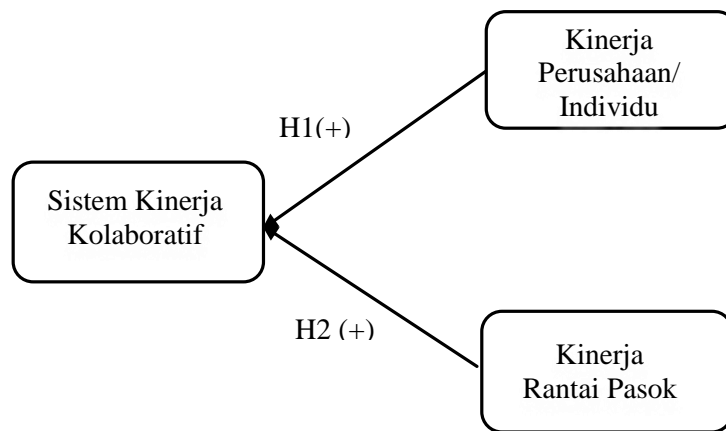 Kinerja
Perusahaan/
Individu
H1(+)
Sistem Kinerja
Kolaboratif
H2 (+)
Kinerja
Rantai Pasok